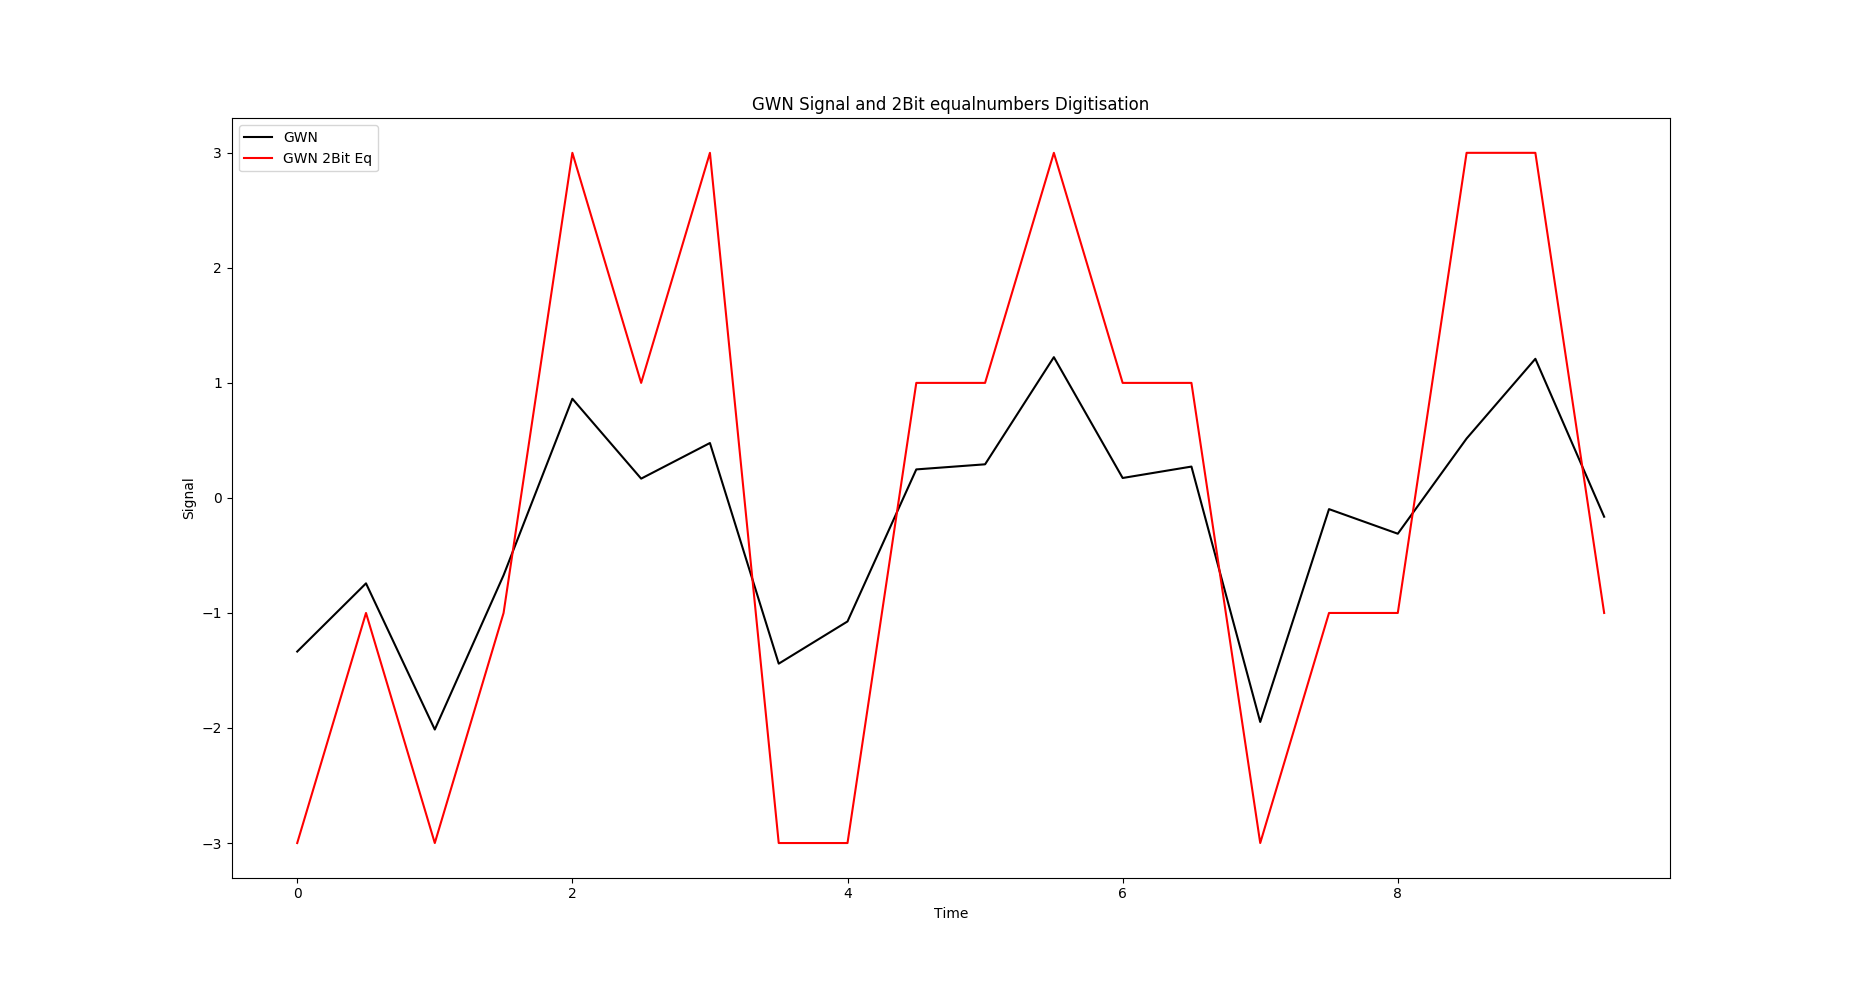 GWN Signal and 2Bit equalnumbers Digitisation
GWN
GWN 2Bit Eq
3
2
1
0
−1
−2
−3
Signal
0 2 4 6 8
Time